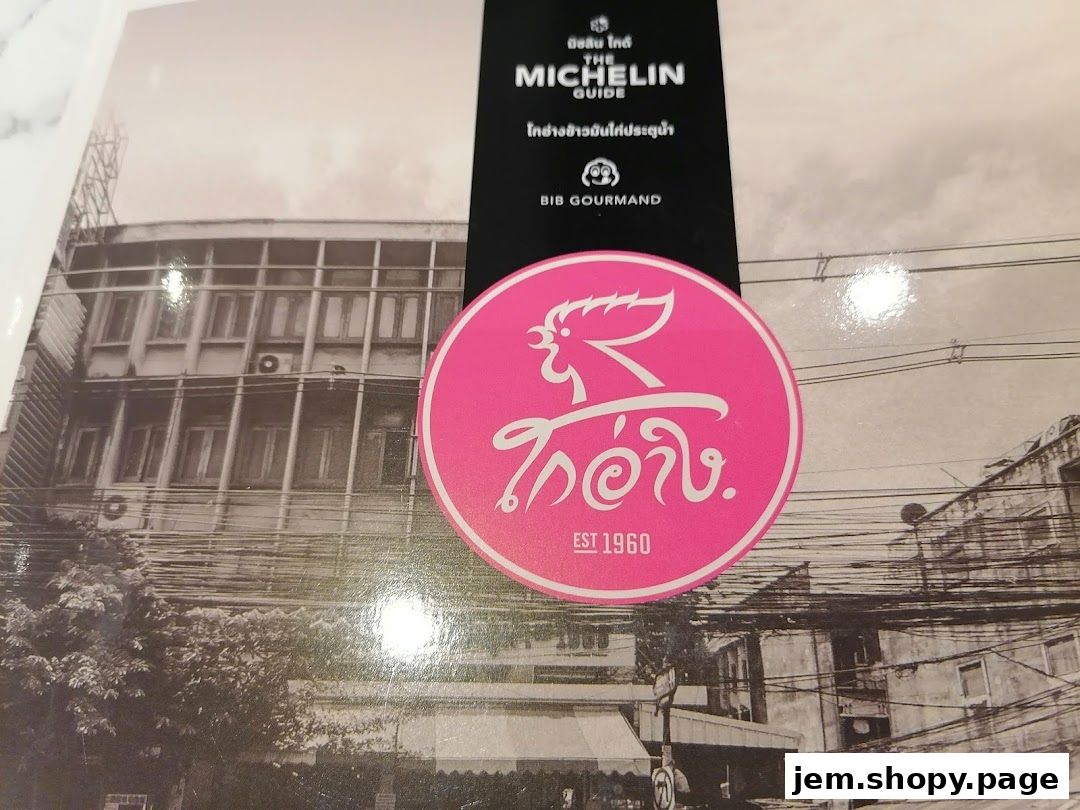 มิชลิน ไกด์
THE
MICHELIN
GUIDE
โกอ่างข้าวมันไก่ประตูน้ำ
BIB GOURMAND
โกอ่าง.
EST 1960
jem.shopy.page